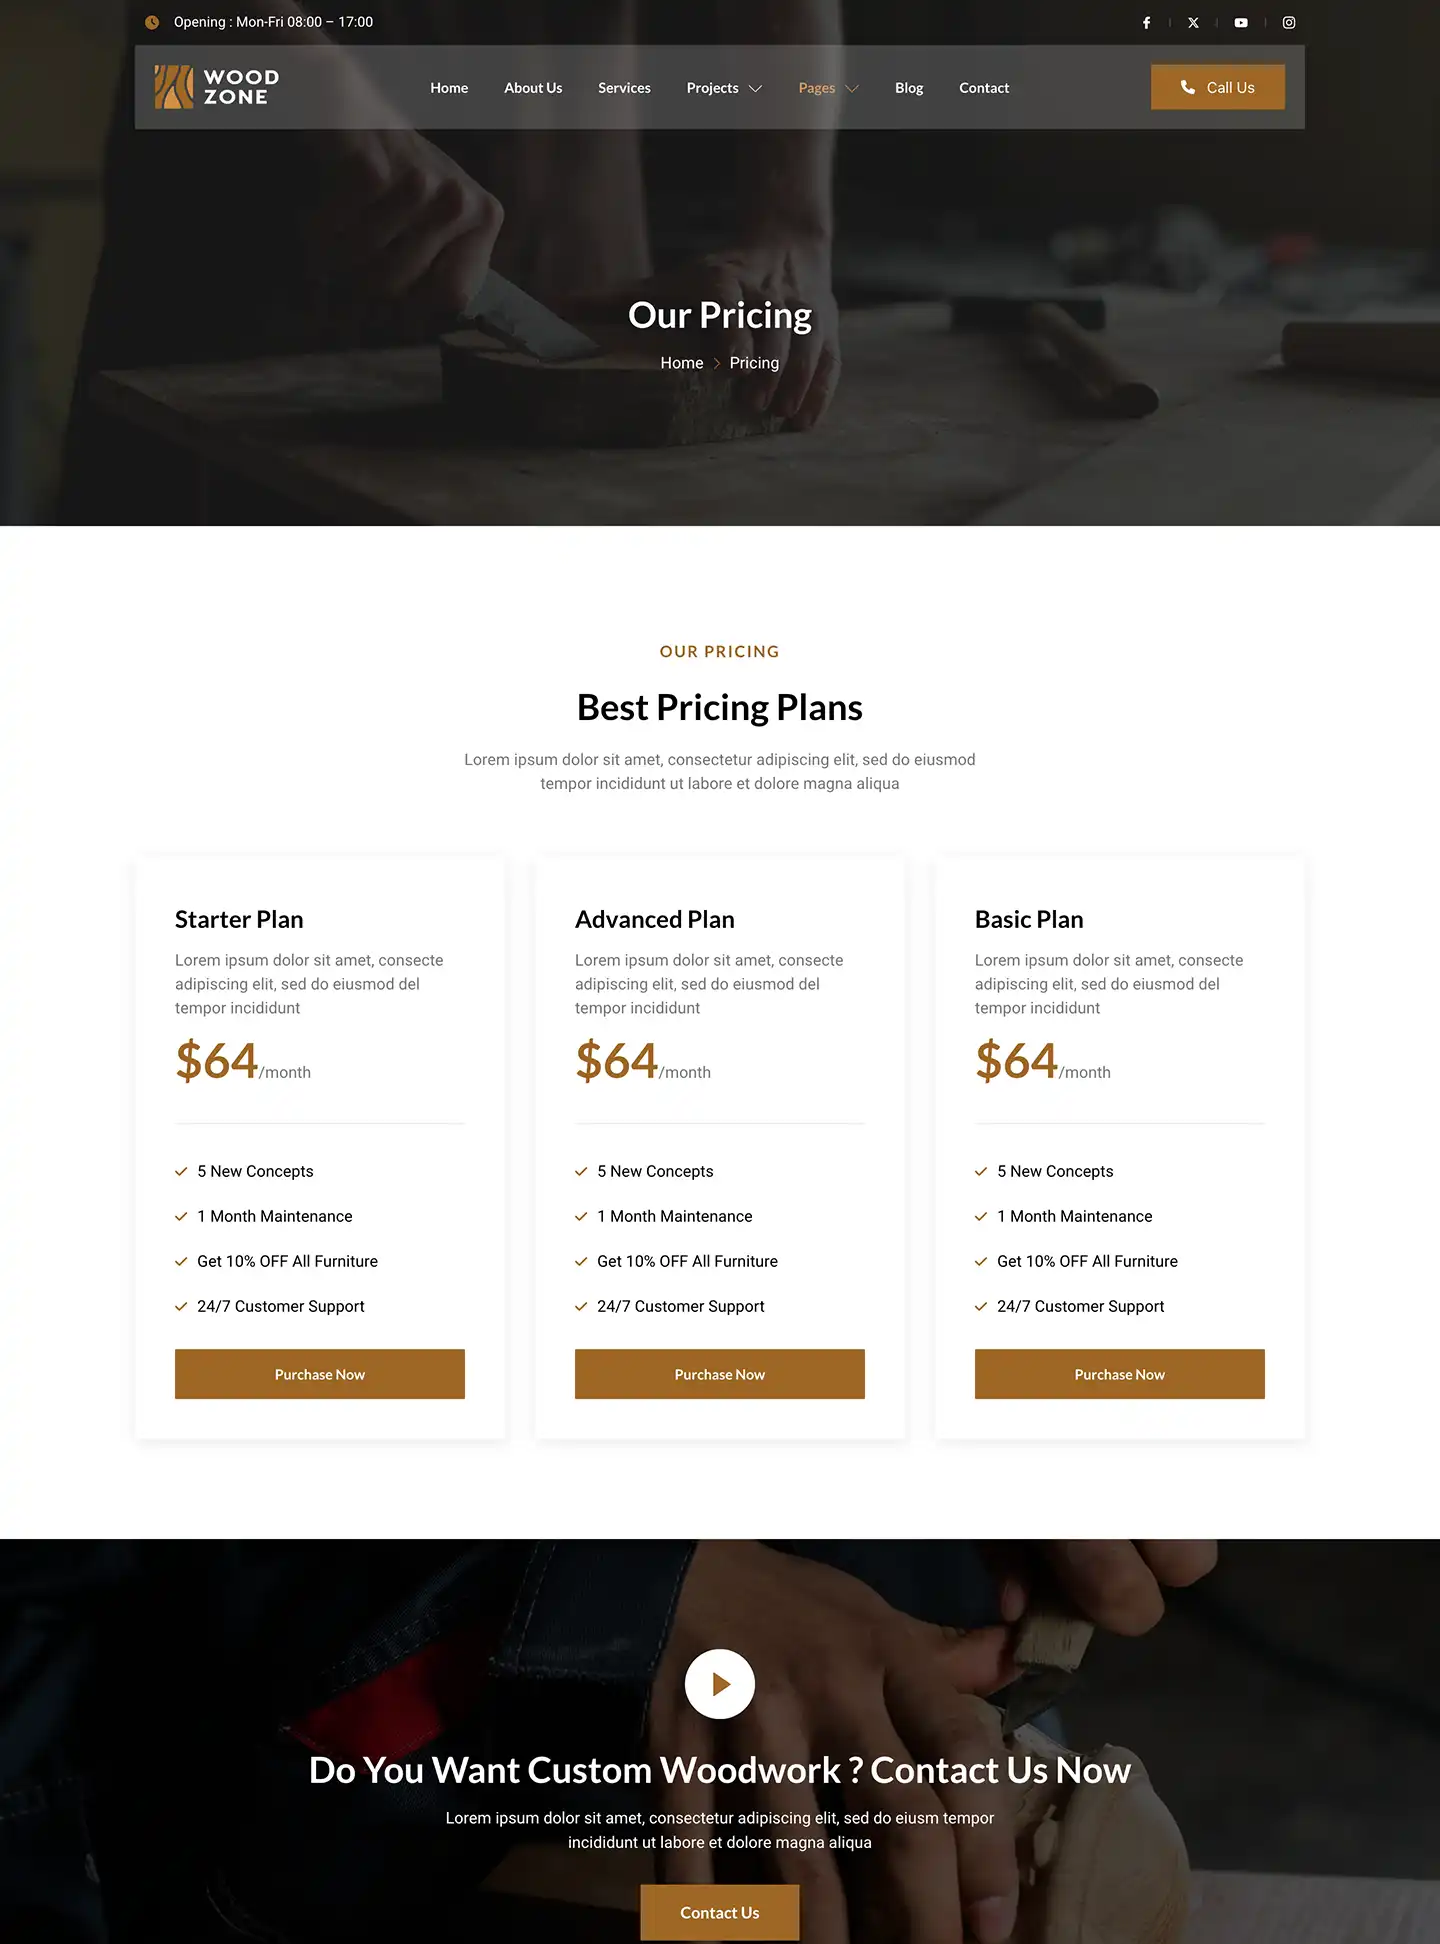 Opening : Mon-Fri 08:00 – 17:00
WOOD
ZONE
Home
About Us
Services
Projects
Pages
Blog
Contact
Call Us
Our Pricing
Home
Pricing
OUR PRICING
Best Pricing Plans
Lorem ipsum dolor sit amet, consectetur adipiscing elit, sed do eiusmod
tempor incididunt ut labore et dolore magna aliqua
Starter Plan
Lorem ipsum dolor sit amet, consecte
adipiscing elit, sed do eiusmod del
tempor incididunt
$64/month
5 New Concepts
1 Month Maintenance
Get 10% OFF All Furniture
24/7 Customer Support
Purchase Now
Advanced Plan
Lorem ipsum dolor sit amet, consecte
adipiscing elit, sed do eiusmod del
tempor incididunt
$64/month
5 New Concepts
1 Month Maintenance
Get 10% OFF All Furniture
24/7 Customer Support
Purchase Now
Basic Plan
Lorem ipsum dolor sit amet, consecte
adipiscing elit, sed do eiusmod del
tempor incididunt
$64/month
5 New Concepts
1 Month Maintenance
Get 10% OFF All Furniture
24/7 Customer Support
Purchase Now
Do You Want Custom Woodwork ? Contact Us Now
Lorem ipsum dolor sit amet, consectetur adipiscing elit, sed do eiusm tempor
incididunt ut labore et dolore magna aliqua
Contact Us